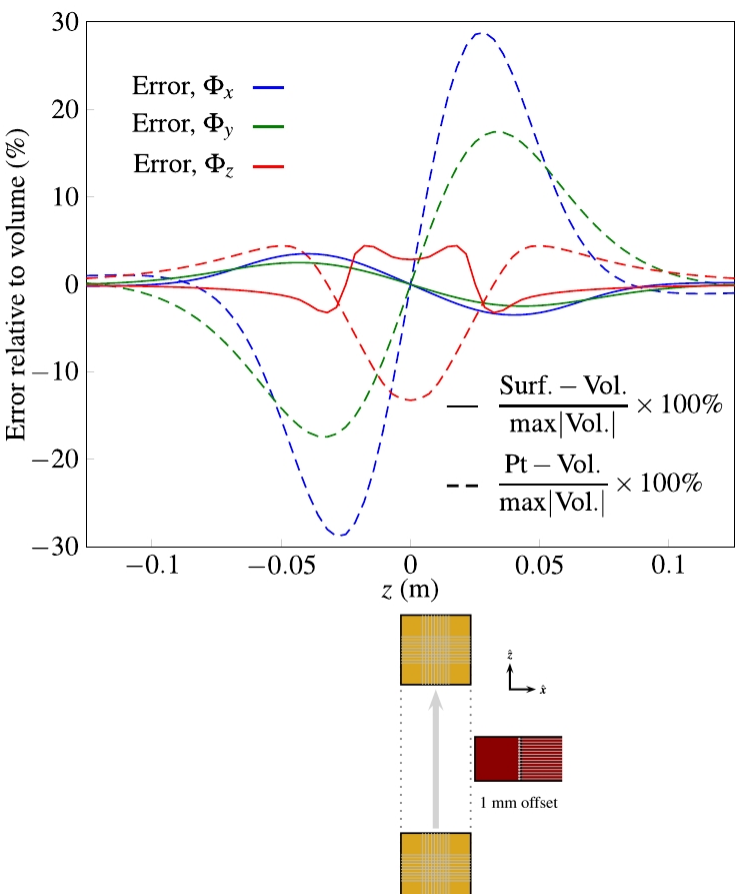 30
20
10
0
−10
−20
−30
Error relative to volume (%)
Error, Φx
Error, Φy
Error, Φz
Surf. − Vol.
max|Vol.| × 100%
Pt − Vol.
max|Vol.| × 100%
−0.1 −0.05 0 0.05 0.1
z (m)
ẑ
x̂
1 mm offset